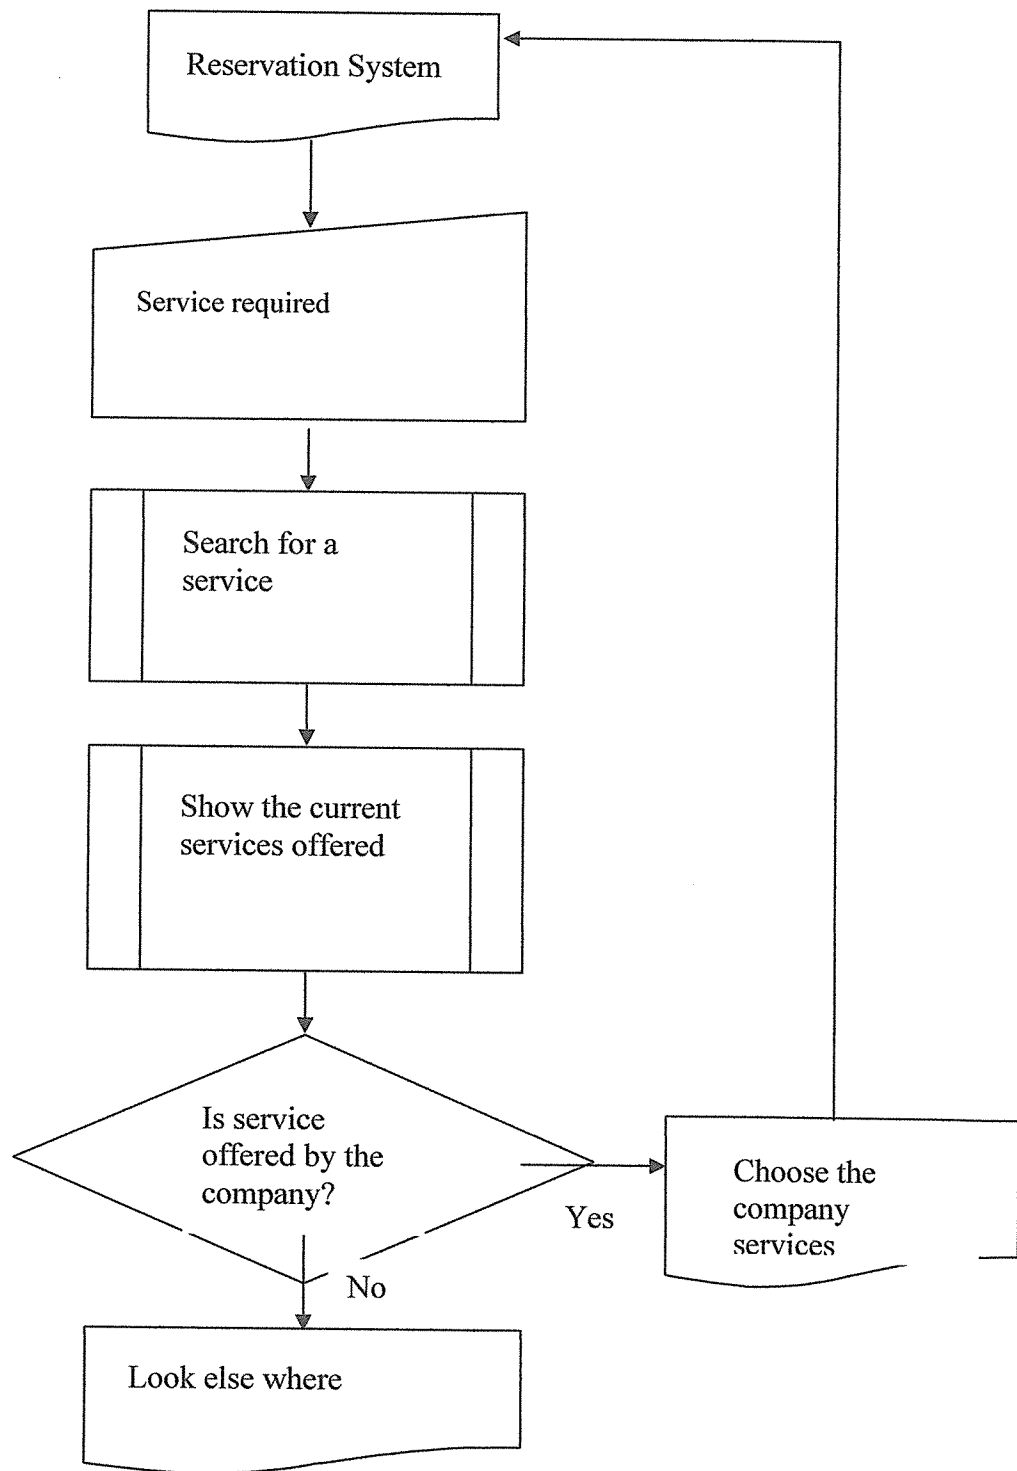 Reservation System
Service required
Search for a
service
Show the current
services offered
Is service
offered by the
company?
Yes
Choose the
company
services
No
Look else where